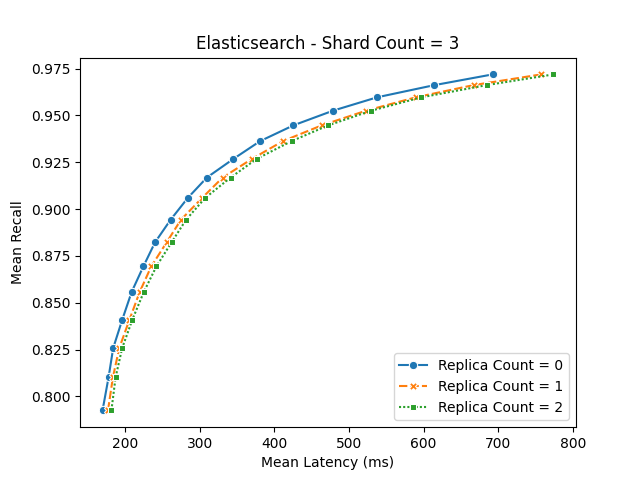 Elasticsearch - Shard Count = 3
Mean Recall
0.975
0.950
0.925
0.900
0.875
0.850
0.825
0.800
Replica Count = 0
Replica Count = 1
Replica Count = 2
200 300 400 500 600 700 800
Mean Latency (ms)